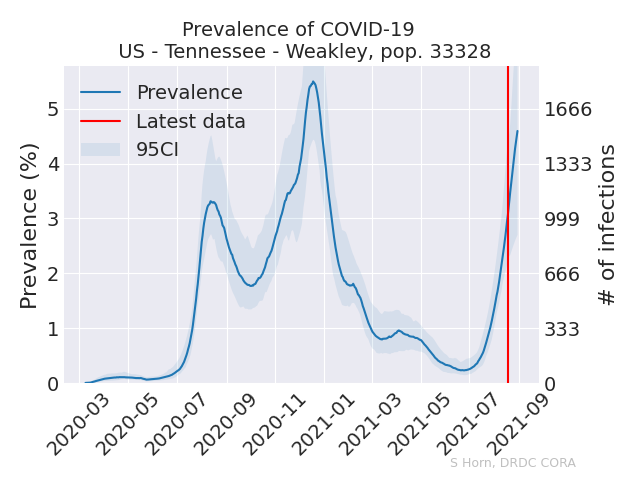 Prevalence of COVID-19
US - Tennessee - Weakley, pop. 33328
Prevalence
Latest data
95CI
Prevalence (%)
5
4
3
2
1
0
# of infections
1666
1333
999
666
333
0
2020-03
2020-05
2020-07
2020-09
2020-11
2021-01
2021-03
2021-05
2021-07
2021-09
S Horn, DRDC CORA